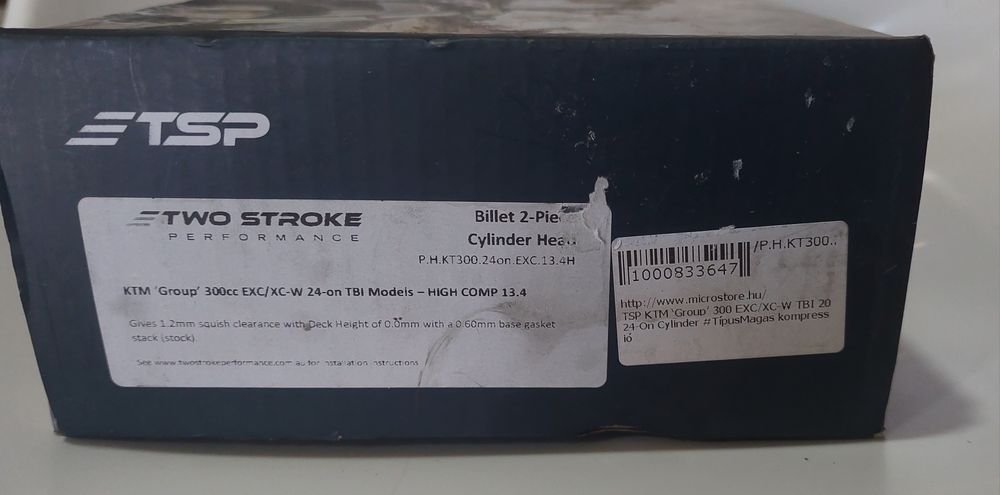 TSP
TWO STROKE
PERFORMANCE
Billet 2-Pie
Cylinder Head
P.H.KT300.24on.EXC.13.4H
KTM 'Group' 300cc EXC/XC-W 24-on TBI Models – HIGH COMP 13.4
Gives 1.2mm squish clearance with Deck Height of 0.0mm with a 0.60mm base gasket
stack (stock)
See www.twostrokeperformance.com.au for installation instructions
/P.H.KT300..
1000833647
http://www.microstore.hu/
TSP KTM 'Group' 300 EXC/XC-W TBI 20
24-On Cylinder #TípusMagas kompress
ió